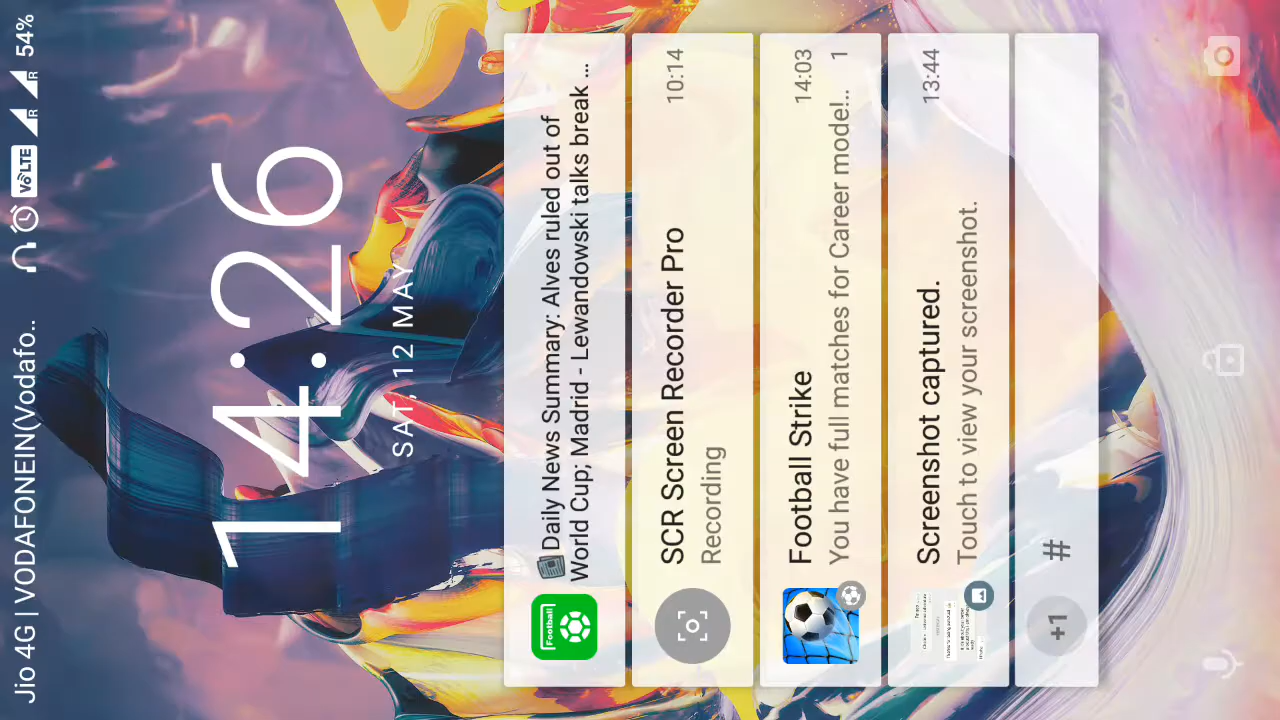 Jio 4G | VODAFONEIN(Vodafo.. VoLTE R R 54%
14:26
SAT, 12 MAY
Football
Daily News Summary: Alves ruled out of
World Cup; Madrid - Lewandowski talks break ...
SCR Screen Recorder Pro 10:14
Recording
Football Strike 14:03
You have full matches for Career mode!.. 1
Screenshot captured. 13:44
Touch to view your screenshot.
+1 #